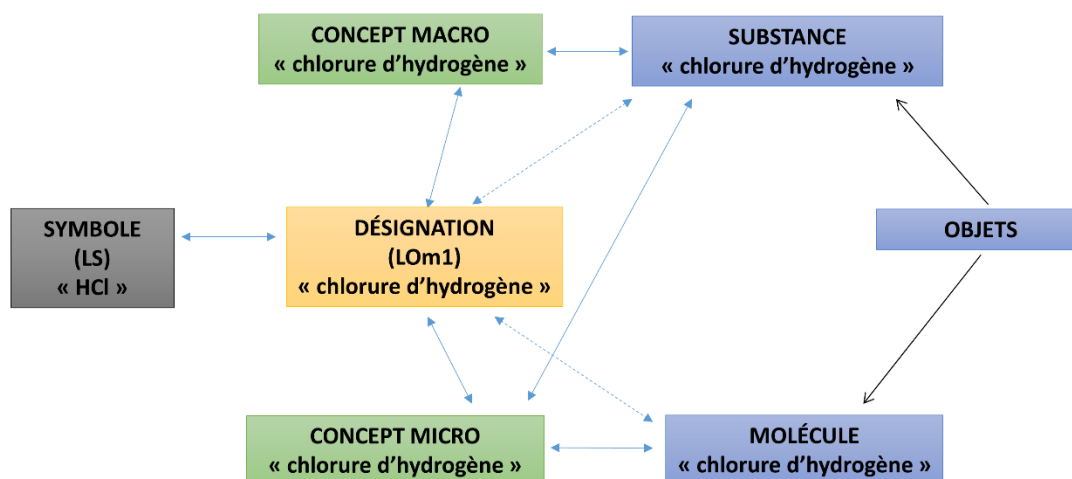 CONCEPT MACRO
« chlorure d’hydrogène »
SUBSTANCE
« chlorure d’hydrogène »
SYMBOLE
(LS)
« HCl »
DÉSIGNATION
(LOm1)
« chlorure d’hydrogène »
OBJETS
CONCEPT MICRO
« chlorure d’hydrogène »
MOLÉCULE
« chlorure d’hydrogène »